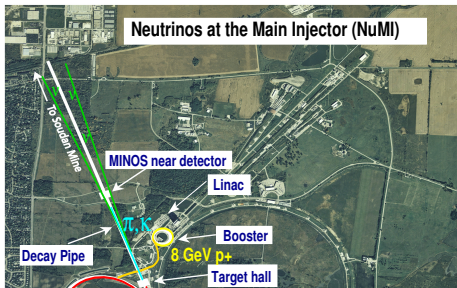 Neutrinos at the Main Injector (NuMI)
To Soudan Mine
MINOS near detector
Linac
π,κ
Booster
Decay Pipe
8 GeV p+
Target hall